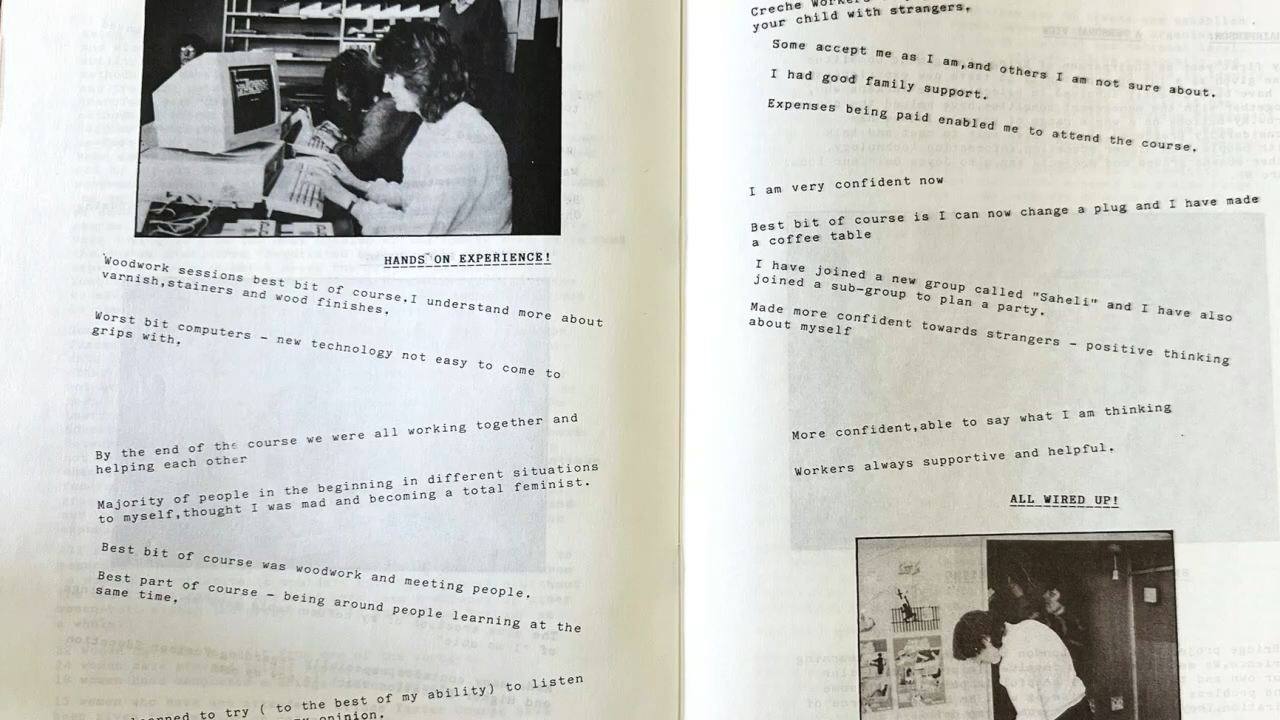 HANDS ON EXPERIENCE!
Woodwork sessions best bit of course.I understand more about
varnish,stainers and wood finishes.
Worst bit computers - new technology not easy to come to
grips with.
By the end of the course we were all working together and
helping each other
Majority of people in the beginning in different situations
to myself,thought I was mad and becoming a total feminist.
Best bit of course was woodwork and meeting people.
Best part of course - being around people learning at the
same time.
to try ( to the best of my ability) to listen
opinion.
Creche Workers
your child with strangers.
Some accept me as I am,and others I am not sure about.
I had good family support.
Expenses being paid enabled me to attend the course.
I am very confident now
Best bit of course is I can now change a plug and I have made
a coffee table
I have joined a new group called "Saheli" and I have also
joined a sub-group to plan a party.
Made more confident towards strangers - positive thinking
about myself
More confident,able to say what I am thinking
Workers always supportive and helpful.
ALL WIRED UP!